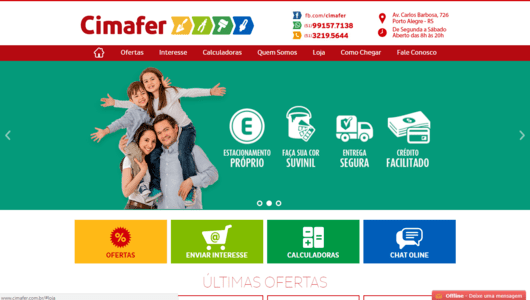 Cimafer
fb.com/cimafer
(51) 99157.7138
(51) 3219.5644
Av. Carlos Barbosa, 726
Porto Alegre - RS
De Segunda a Sábado
Aberto das 8h às 20h
Ofertas
Interesse
Calculadoras
Quem Somos
Loja
Como Chegar
Fale Conosco
E
ESTACIONAMENTO
PRÓPRIO
FAÇA SUA COR
SUVINIL
ENTREGA
SEGURA
CRÉDITO
FACILITADO
%
OFERTAS
@
ENVIAR INTERESSE
CALCULADORAS
CHAT OLINE
ÚLTIMAS OFERTAS
www.cimafer.com.br/#loja
Offline - Deixe seua mensagem